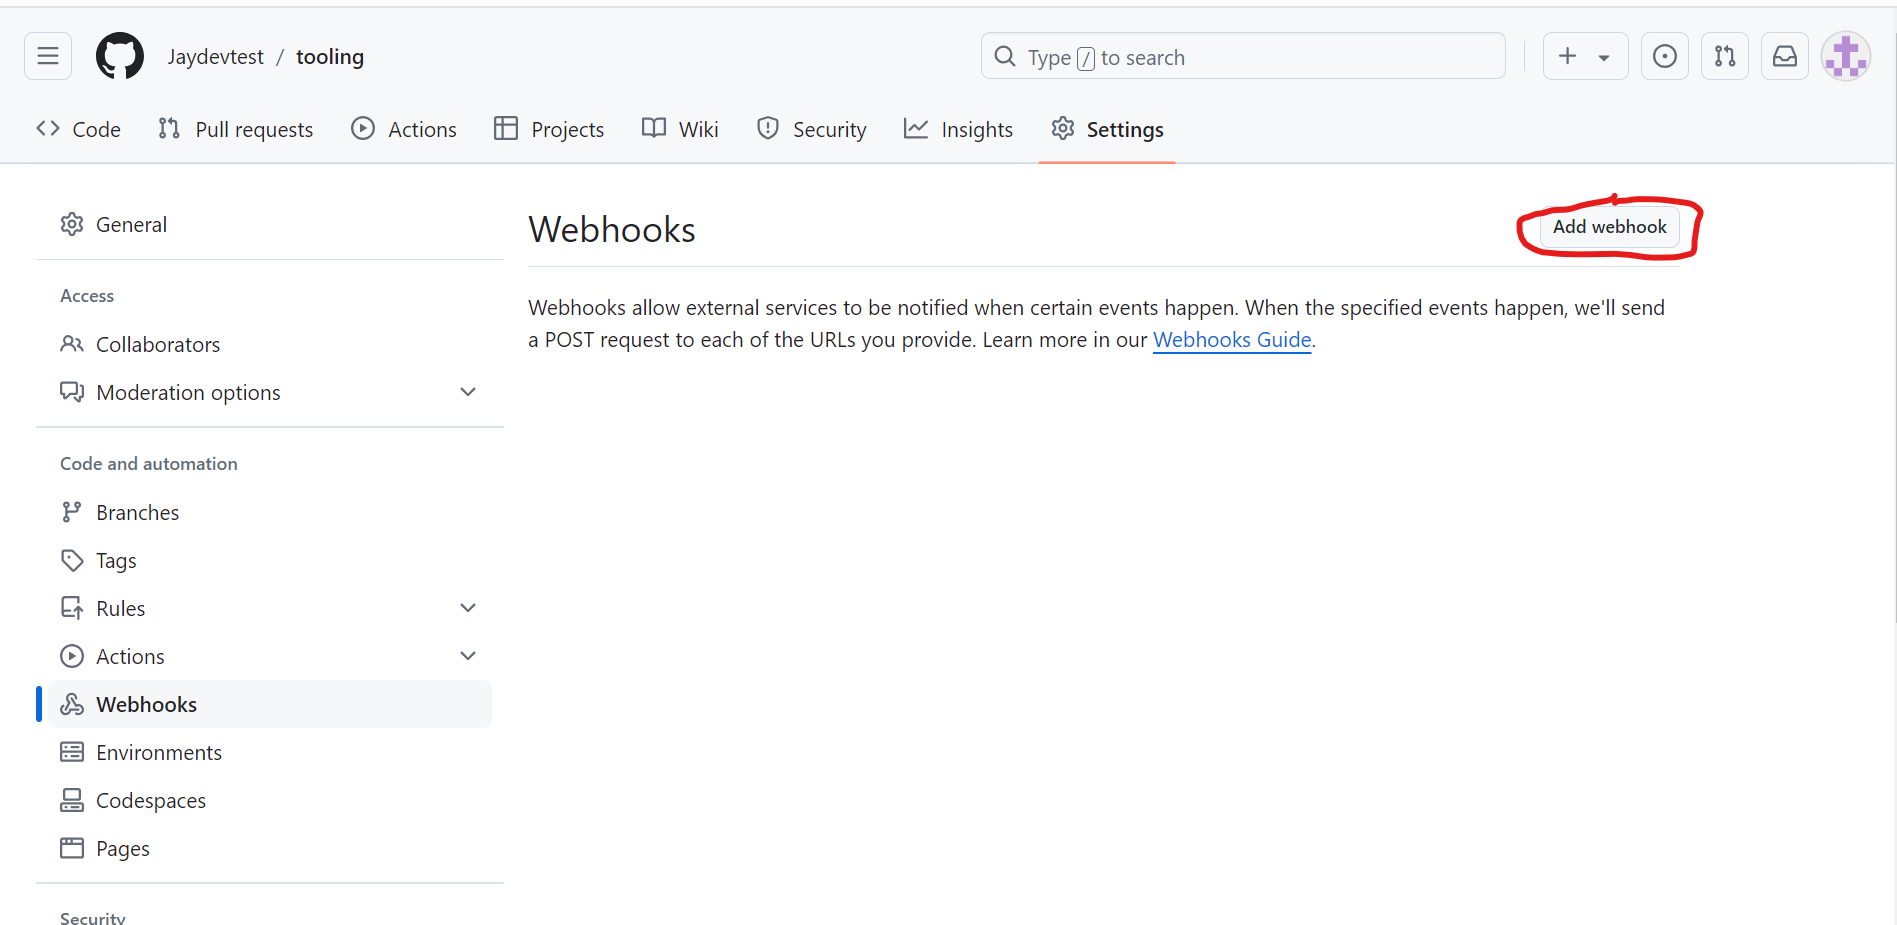 Jaydevtest / tooling
Type / to search
Code Pull requests Actions Projects Wiki Security Insights Settings
General
Access
Collaborators
Moderation options
Code and automation
Branches
Tags
Rules
Actions
Webhooks
Environments
Codespaces
Pages
Security
Webhooks
Add webhook
Webhooks allow external services to be notified when certain events happen. When the specified events happen, we'll send
a POST request to each of the URLs you provide. Learn more in our Webhooks Guide.